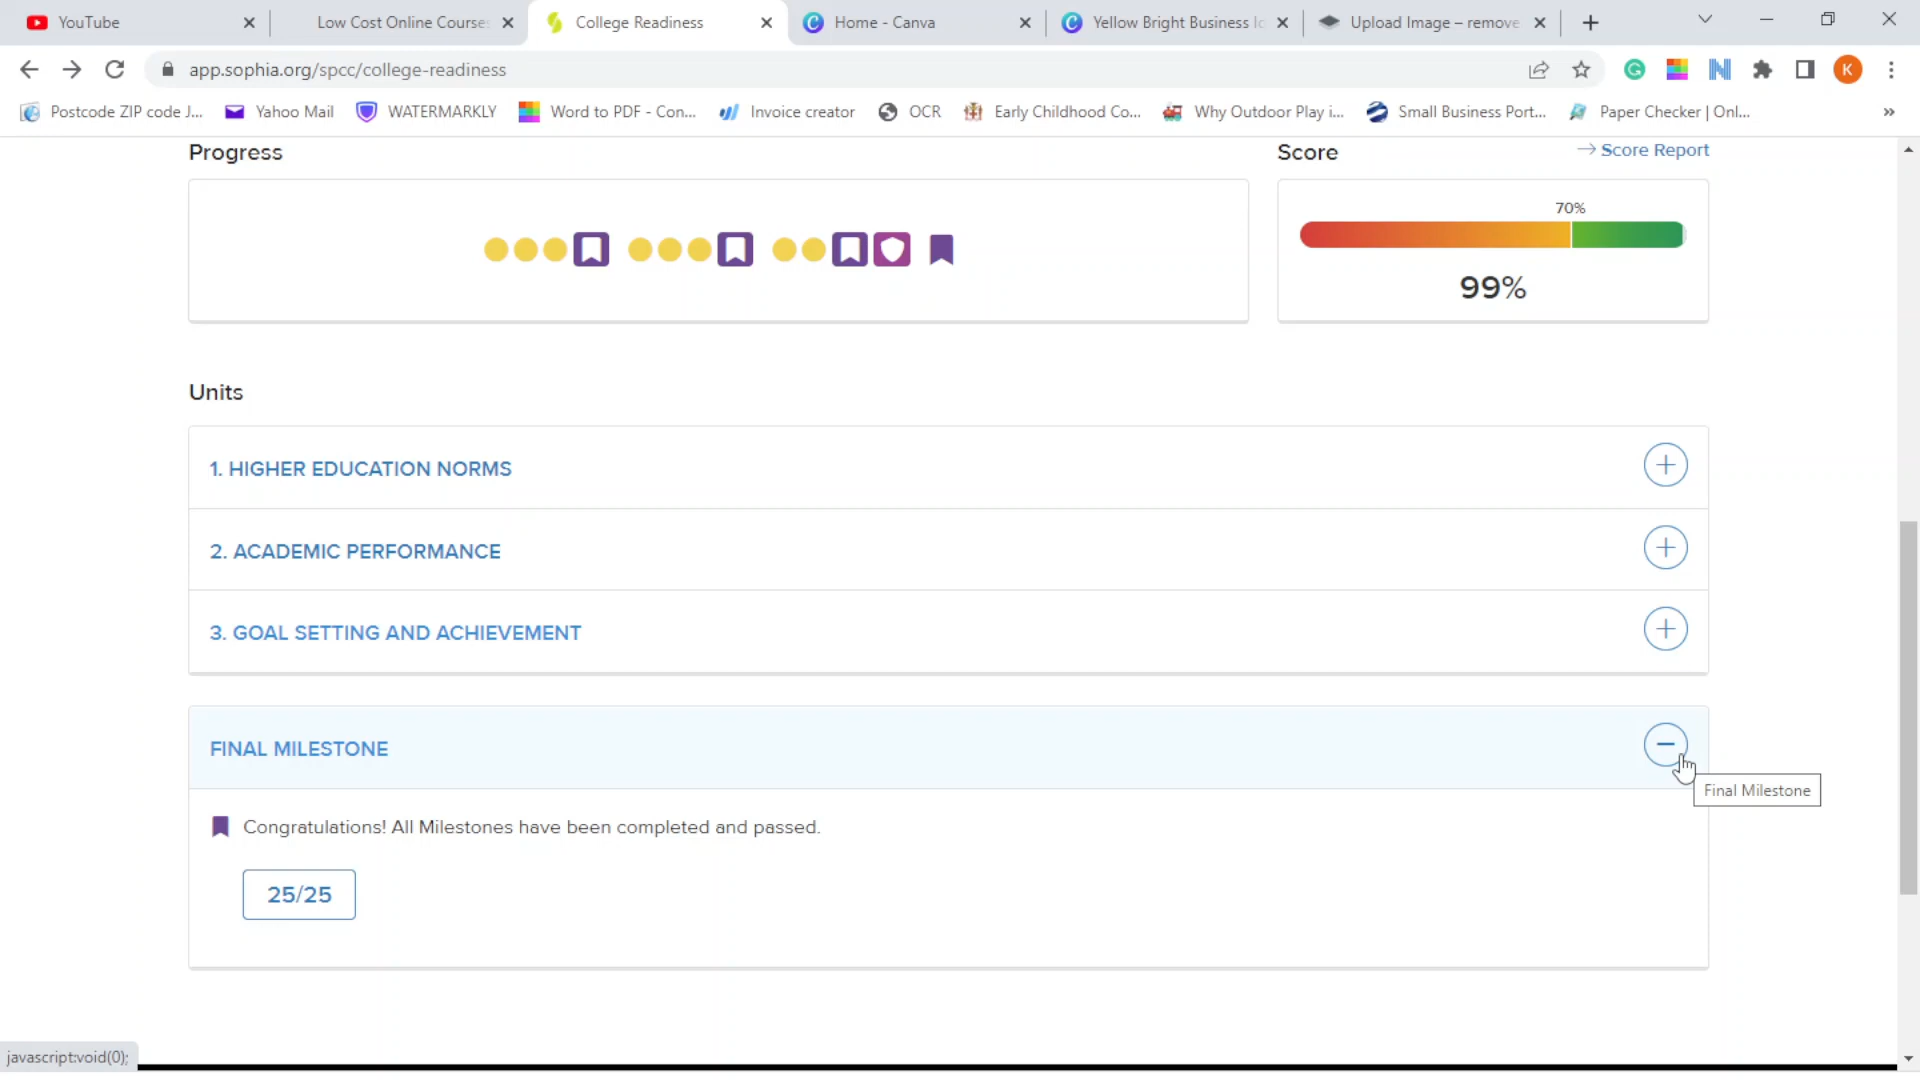 YouTube
Low Cost Online Courses
College Readiness
Home - Canva
Yellow Bright Business Ic
Upload Image – remove
app.sophia.org/spcc/college-readiness
K
Postcode ZIP code J...
Yahoo Mail
WATERMARKLY
Word to PDF - Con...
Invoice creator
OCR
Early Childhood Co...
Why Outdoor Play i...
Small Business Port...
Paper Checker | Onl...
»
Progress
Score
Score Report
70%
99%
Units
1. HIGHER EDUCATION NORMS
2. ACADEMIC PERFORMANCE
3. GOAL SETTING AND ACHIEVEMENT
FINAL MILESTONE
Final Milestone
Congratulations! All Milestones have been completed and passed.
25/25
javascript:void(0);